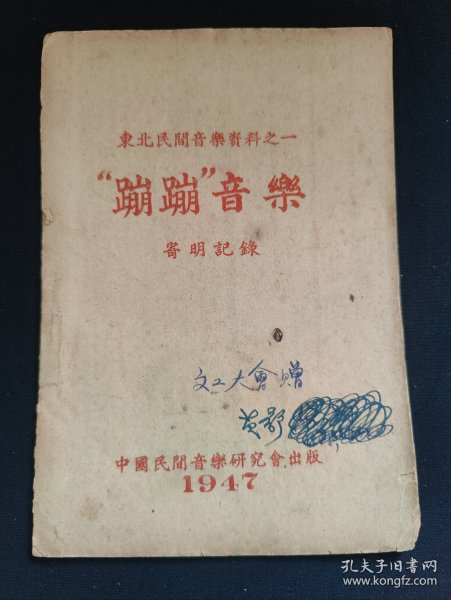 東北民間音樂資料之一
“蹦蹦”音樂
寄明記錄
文工大會贈
中國民間音樂研究會出版
1947
孔夫子旧书网
www.kongfz.com